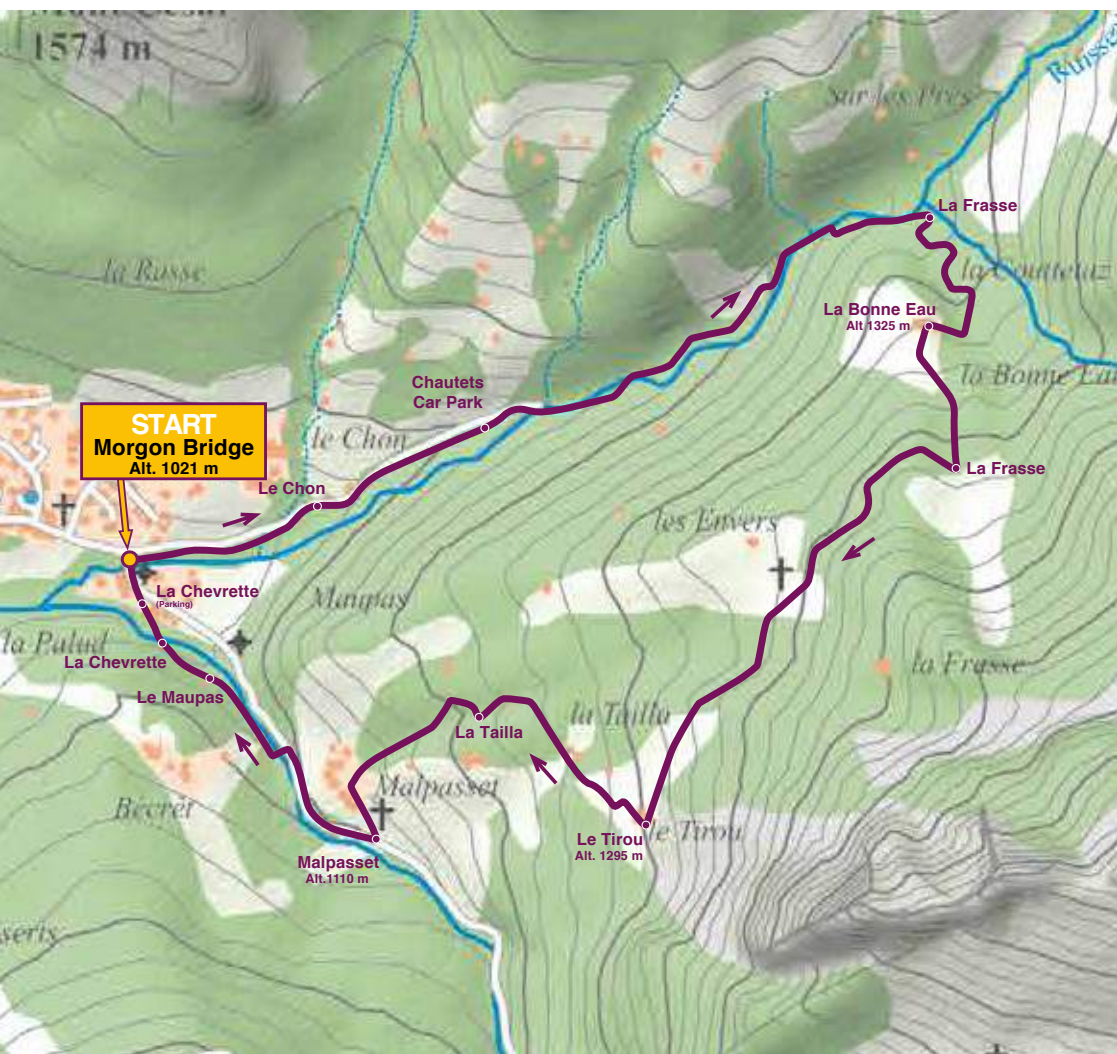 1574 m
Sur les Prés
La Frasse
la Rasse
la Couttetaz
La Bonne Eau
Alt 1325 m
la Bonne Eau
Chautets
Car Park
START
Morgon Bridge
Alt. 1021 m
le Chon
Le Chon
La Frasse
les Envers
La Chevrette
(Parking)
Maupas
la Palud
La Chevrette
la Frasse
Le Maupas
la Tailla
La Tailla
Malpasset
Bécret
Le Tirou
Alt. 1295 m
le Tirou
Malpasset
Alt.1110 m
seris